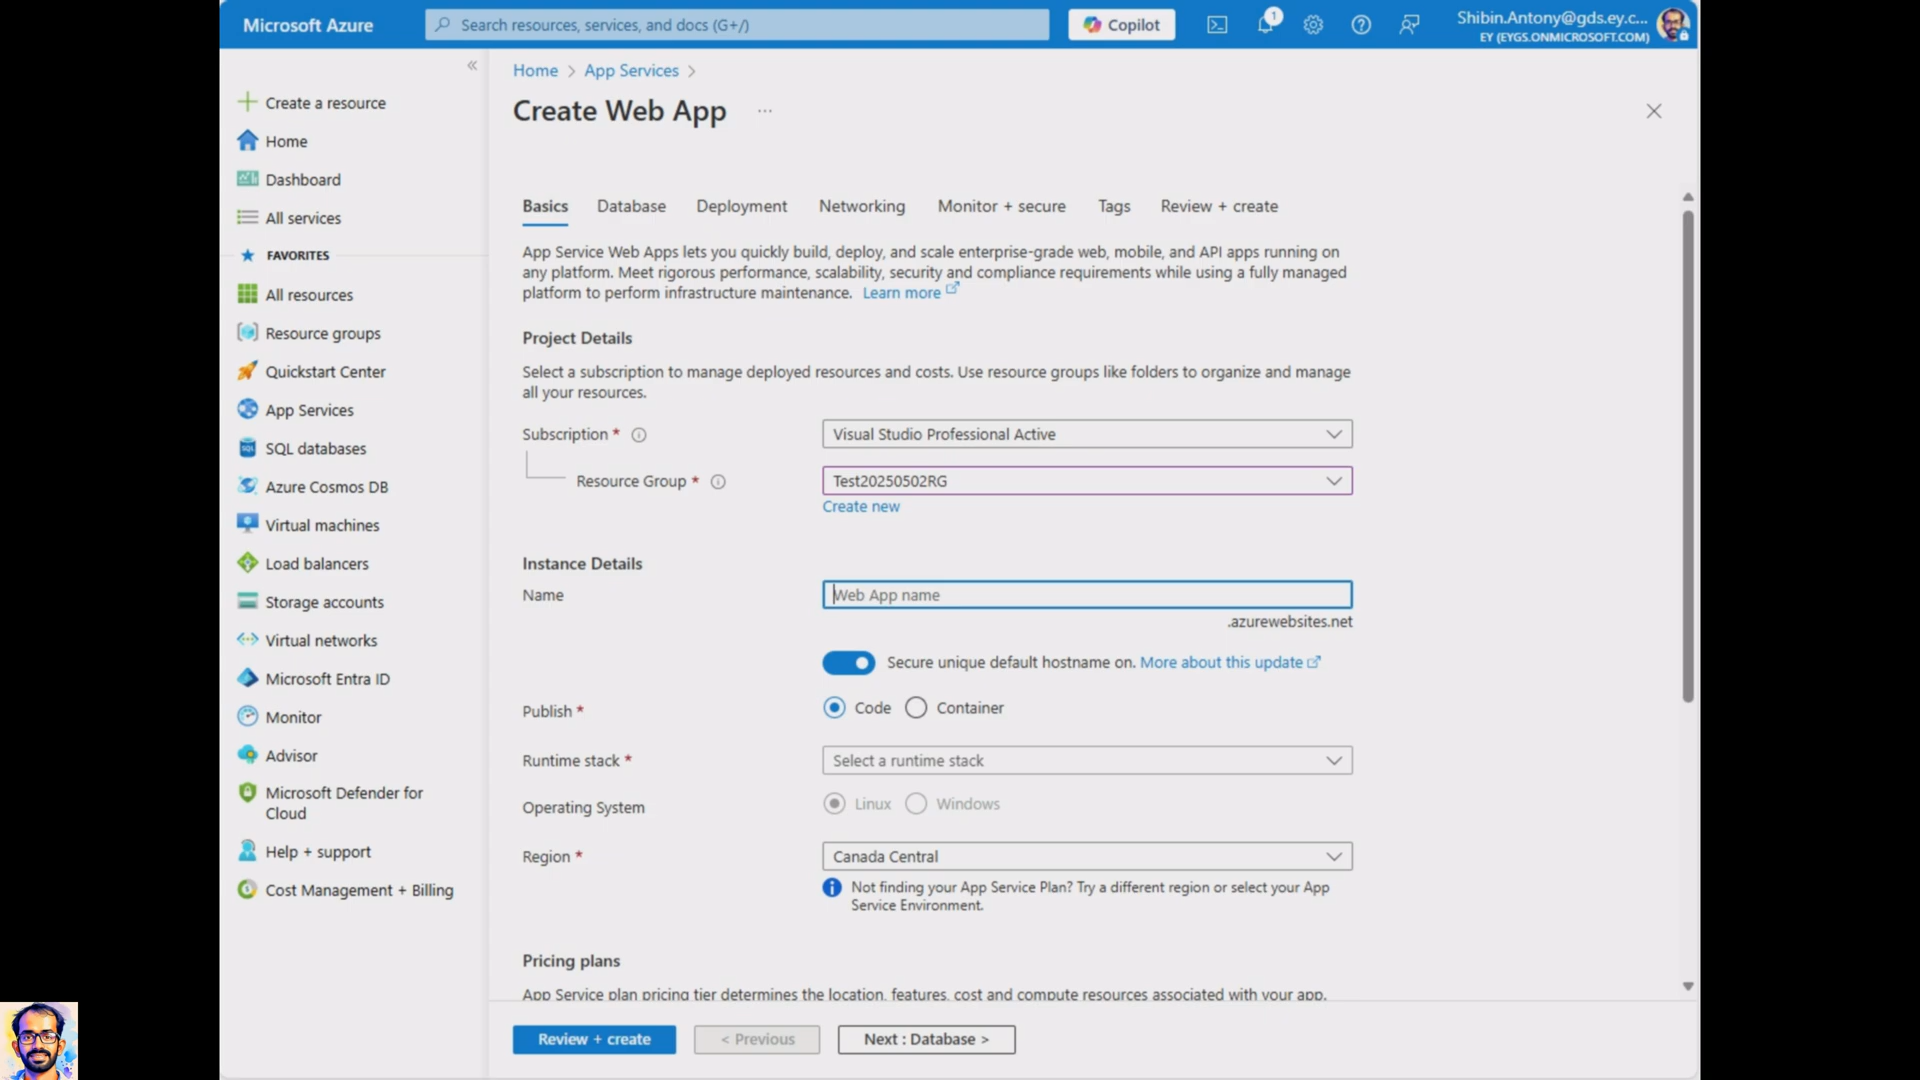 Microsoft Azure
Search resources, services, and docs (G+/)
Copilot
1
Shibin.Antony@gds.ey.c...
EY (EYGS.ONMICROSOFT.COM)
Create a resource
Home
Dashboard
All services
FAVORITES
All resources
Resource groups
Quickstart Center
App Services
SQL databases
Azure Cosmos DB
Virtual machines
Load balancers
Storage accounts
Virtual networks
Microsoft Entra ID
Monitor
Advisor
Microsoft Defender for
Cloud
Help + support
Cost Management + Billing
Home > App Services >
Create Web App ...
Basics Database Deployment Networking Monitor + secure Tags Review + create
App Service Web Apps lets you quickly build, deploy, and scale enterprise-grade web, mobile, and API apps running on
any platform. Meet rigorous performance, scalability, security and compliance requirements while using a fully managed
platform to perform infrastructure maintenance. Learn more
Project Details
Select a subscription to manage deployed resources and costs. Use resource groups like folders to organize and manage
all your resources.
Subscription * Visual Studio Professional Active
Resource Group * Test20250502RG
Create new
Instance Details
Name Web App name
.azurewebsites.net
Secure unique default hostname on. More about this update
Publish * Code Container
Runtime stack * Select a runtime stack
Operating System Linux Windows
Region * Canada Central
Not finding your App Service Plan? Try a different region or select your App
Service Environment.
Pricing plans
App Service plan pricing tier determines the location, features, cost and compute resources associated with your app.
Review + create < Previous Next : Database >